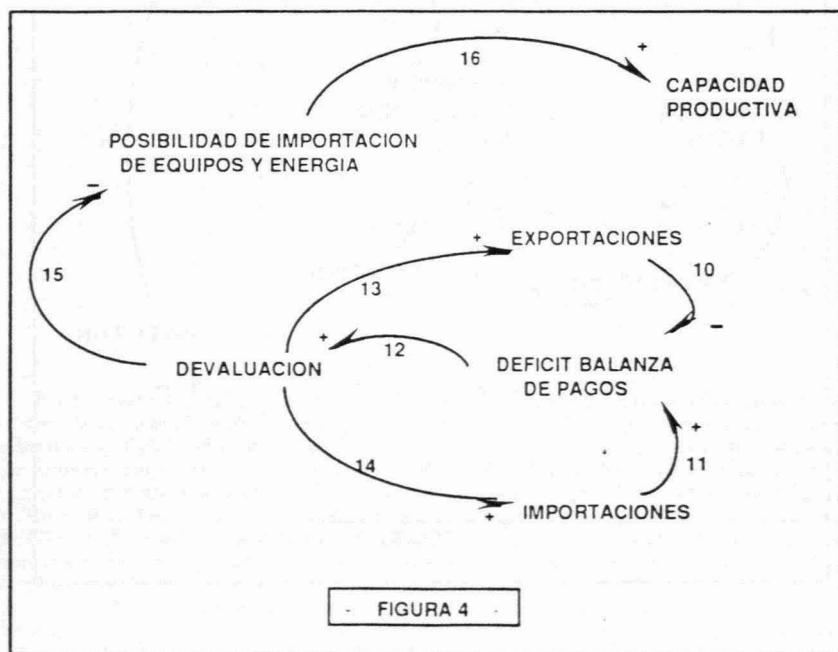 16
+
CAPACIDAD
PRODUCTIVA
POSIBILIDAD DE IMPORTACION
DE EQUIPOS Y ENERGIA
−
15
+
EXPORTACIONES
13
10
−
+
12
DEVALUACION
DEFICIT BALANZA
DE PAGOS
+
14
11
+
IMPORTACIONES
FIGURA 4